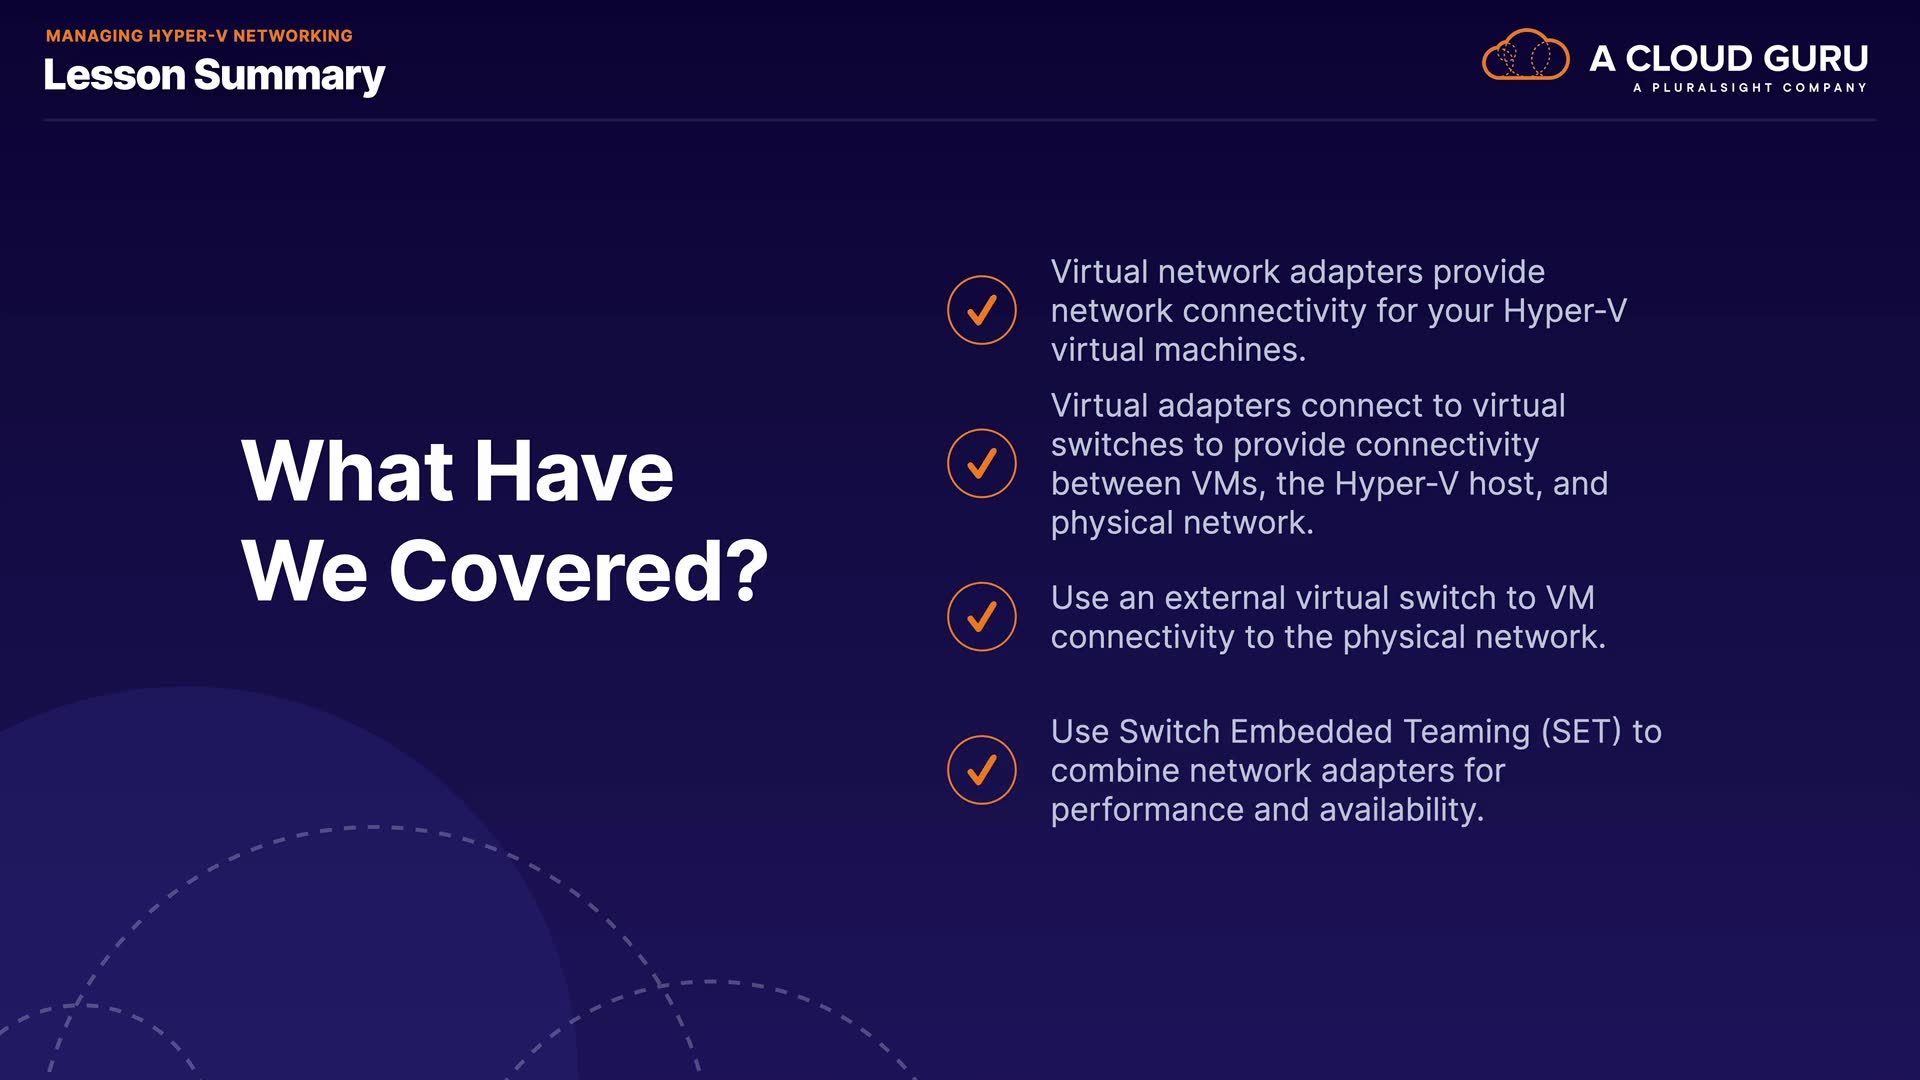 MANAGING HYPER-V NETWORKING
Lesson Summary
A CLOUD GURU
A PLURALSIGHT COMPANY
What Have
We Covered?
Virtual network adapters provide
network connectivity for your Hyper-V
virtual machines.
Virtual adapters connect to virtual
switches to provide connectivity
between VMs, the Hyper-V host, and
physical network.
Use an external virtual switch to VM
connectivity to the physical network.
Use Switch Embedded Teaming (SET) to
combine network adapters for
performance and availability.